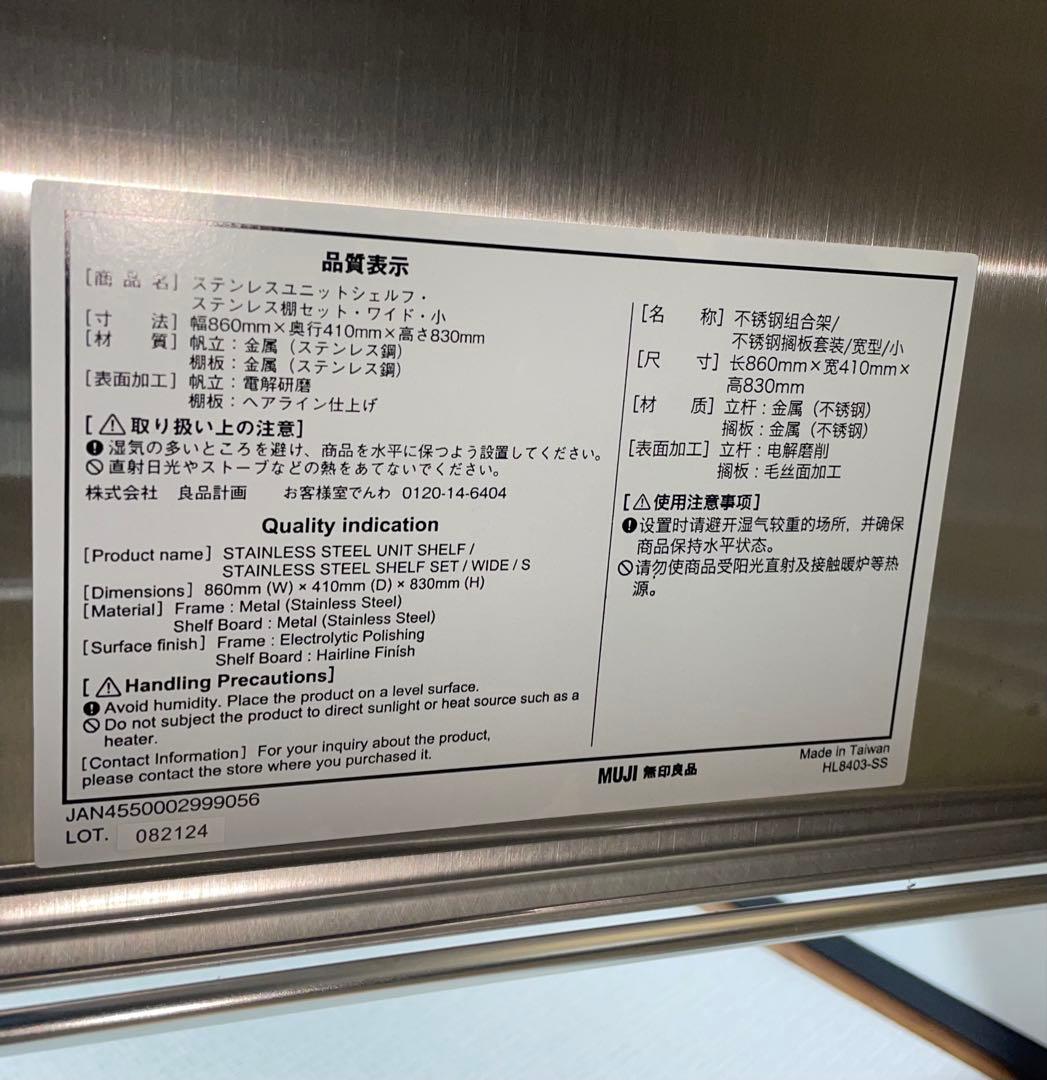 品質表示
[商品名] ステンレスユニットシェルフ・
ステンレス棚セット・ワイド・小
[寸 法] 幅860mm×奥行410mm×高さ830mm
[材 質] 帆立:金属(ステンレス鋼)
棚板:金属(ステンレス鋼)
[表面加工] 帆立:電解研磨
棚板:ヘアライン仕上げ
[⚠取り扱い上の注意]
湿気の多いところを避け、商品を水平に保つよう設置してください。
直射日光やストーブなどの熱をあてないでください。
株式会社 良品計画 お客様室でんわ 0120-14-6404
Quality indication
[Product name] STAINLESS STEEL UNIT SHELF/
STAINLESS STEEL SHELF SET/WIDE/S
[Dimensions] 860mm (W) × 410mm (D) × 830mm (H)
[Material] Frame : Metal (Stainless Steel)
Shelf Board : Metal (Stainless Steel)
[Surface finish] Frame : Electrolytic Polishing
Shelf Board : Hairline Finish
[⚠Handling Precautions]
Avoid humidity. Place the product on a level surface.
Do not subject the product to direct sunlight or heat source such as a
heater.
[Contact Information] For your inquiry about the product,
please contact the store where you purchased it.
[名 称] 不锈钢组合架/
不锈钢搁板套装/宽型/小
[尺 寸] 长860mm×宽410mm×
高830mm
[材 质] 立杆:金属(不锈钢)
搁板:金属(不锈钢)
[表面加工] 立杆:电解磨削
搁板:毛丝面加工
[⚠使用注意事项]
设置时请避开湿气较重的场所,并确保
商品保持水平状态。
请勿使商品受阳光直射及接触暖炉等热
源。
MUJI 無印良品
Made in Taiwan
HL8403-SS
JAN4550002999056
LOT. 082124